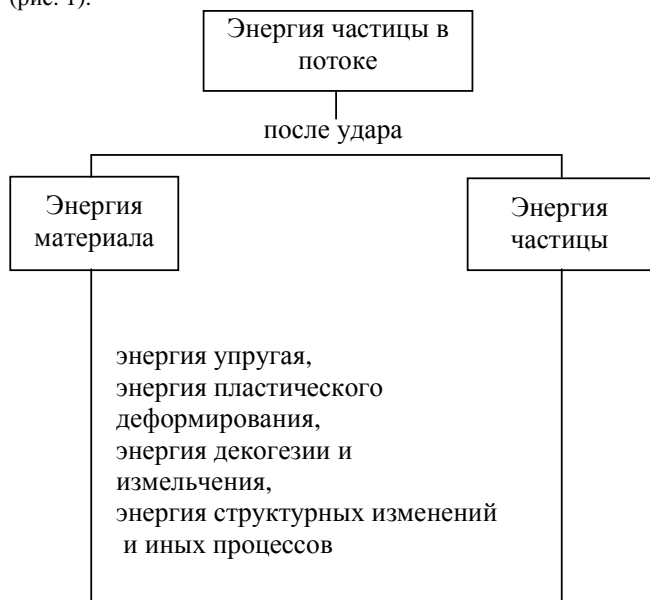 (рис. 1).
Энергия частицы в
потоке
после удара
Энергия
материала
Энергия
частицы
энергия упругая,
энергия пластического
деформирования,
энергия декогезии и
измельчения,
энергия структурных изменений
и иных процессов